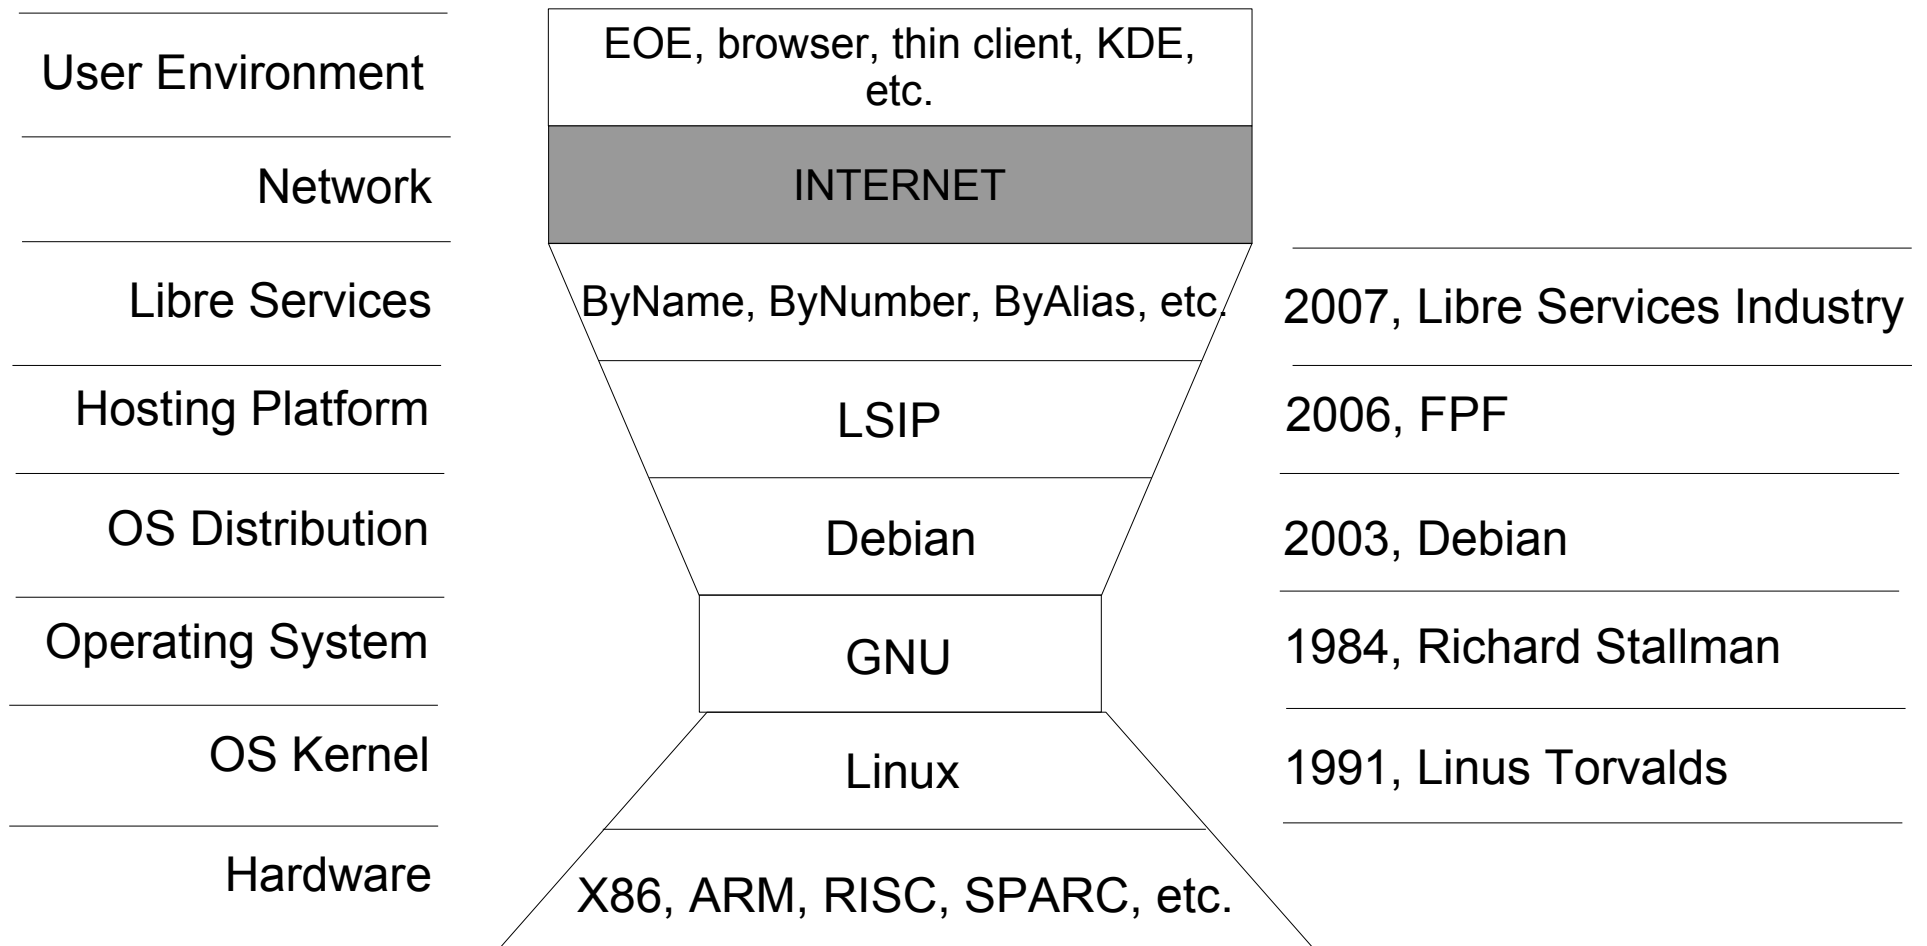 User Environment
EOE, browser, thin client, KDE,
etc.
Network
INTERNET
Libre Services
ByName, ByNumber, ByAlias, etc.
2007, Libre Services Industry
Hosting Platform
LSIP
2006, FPF
OS Distribution
Debian
2003, Debian
Operating System
GNU
1984, Richard Stallman
OS Kernel
Linux
1991, Linus Torvalds
Hardware
X86, ARM, RISC, SPARC, etc.